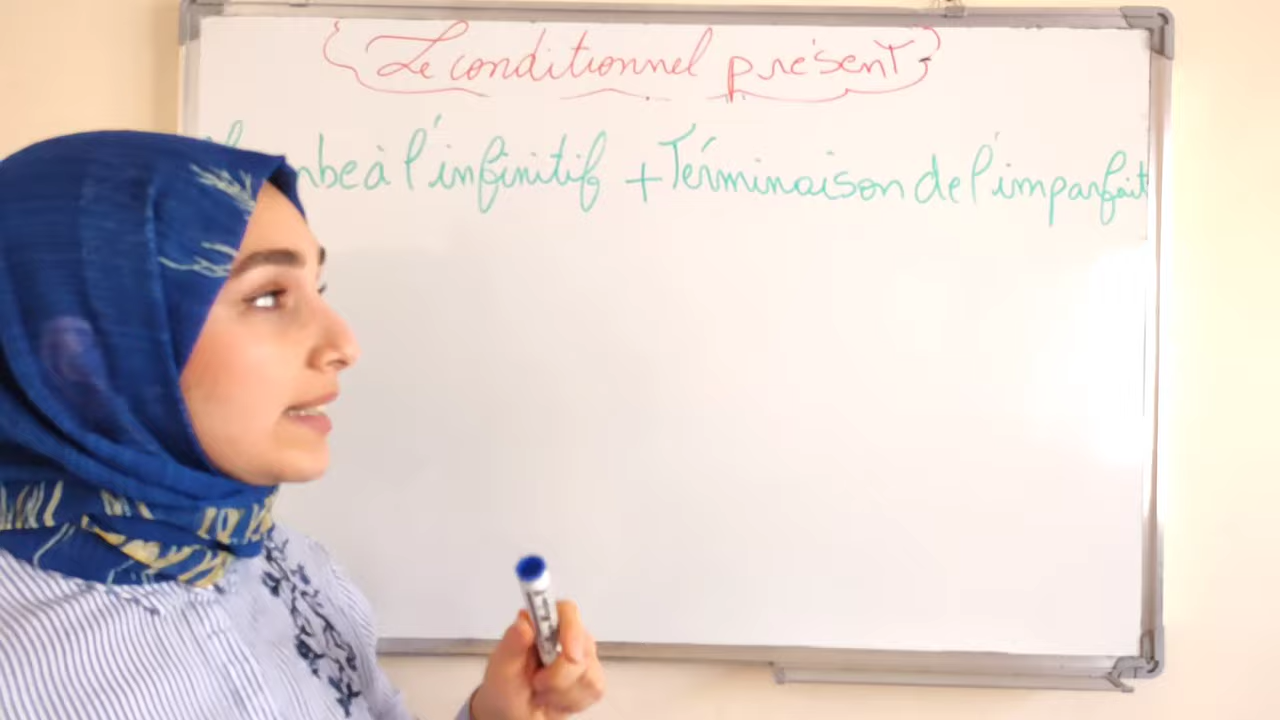 Le conditionnel présent
à l'infinitif + Términaison de l'imparfait